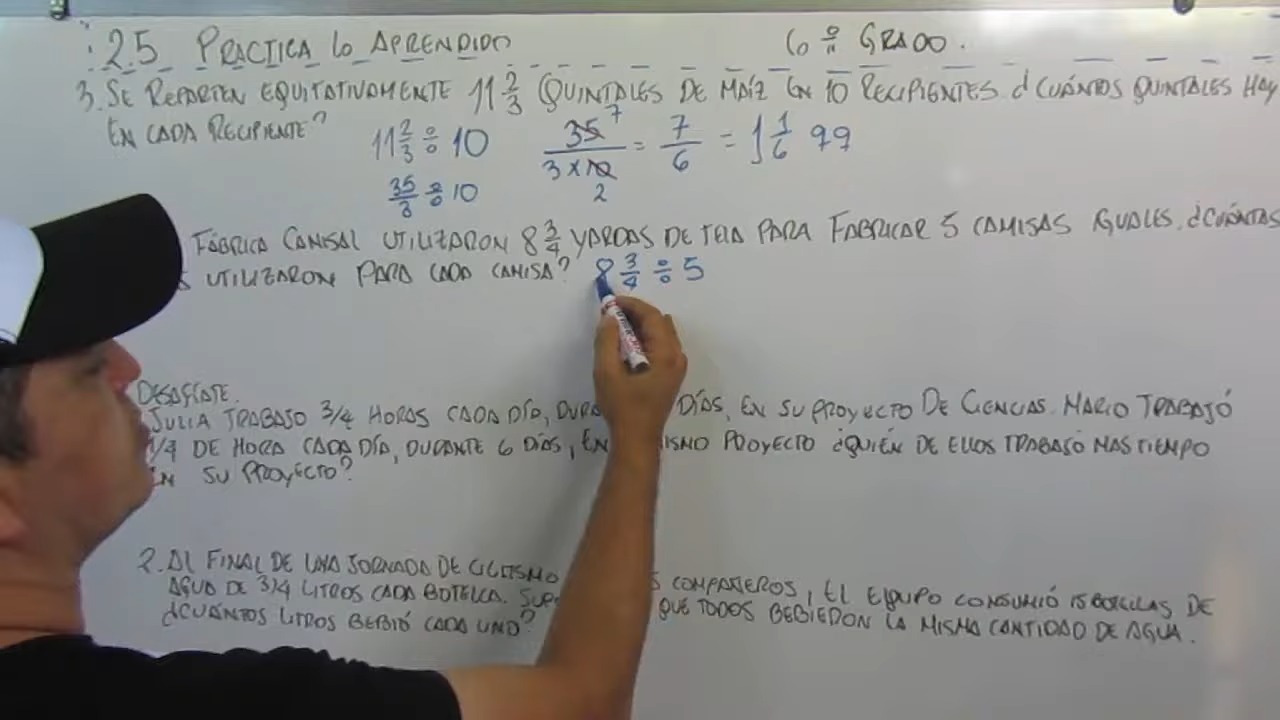 2.5 PRACTICA LO APRENDIDO 6º GRADO.
3. SE REPARTEN EQUITATIVAMENTE 11 2/3 QUINTALES DE MAÍZ EN 10 RECIPIENTES. ¿CUÁNTOS QUINTALES HAY
EN CADA RECIPIENTE?
11 2/3 ÷ 10 35 7 / 3 x 10 2 = 7/6 = 1 1/6 qq
35/3 ÷ 10
FÁBRICA CAMISAL UTILIZARON 8 3/4 YARDAS DE TELA PARA FABRICAR 5 CAMISAS IGUALES. ¿CUÁNTAS
UTILIZARON PARA CADA CAMISA? 8 3/4 ÷ 5
DESAFÍATE.
JULIA TRABAJO 3/4 HORAS CADA DÍA, DÍAS, EN SU PROYECTO DE CIENCIAS. MARIO TRABAJÓ
DE HORA CADA DÍA, DURANTE 6 DÍAS, EN PROYECTO ¿QUIÉN DE ELLOS TRABAJÓ MAS TIEMPO
EN SU PROYECTO?
2. AL FINAL DE UNA JORNADA DE CICLISMO COMPAÑEROS, EL EQUIPO CONSUMIÓ 15 BOTELLAS DE
AGUA DE 3/4 LITROS CADA BOTELLA. QUE TODOS BEBIERON LA MISMA CANTIDAD DE AGUA.
¿CUÁNTOS LITROS BEBIÓ CADA UNO?